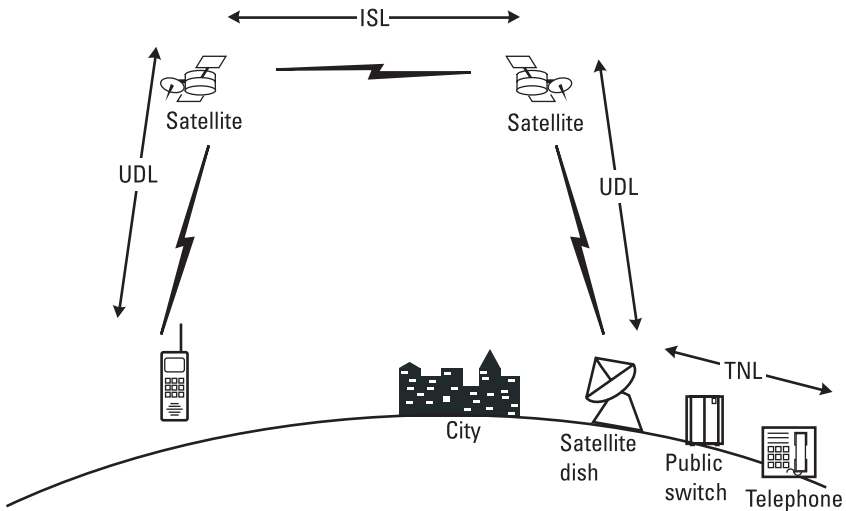 ISL
Satellite
Satellite
UDL
UDL
TNL
City
Satellite
dish
Public
switch
Telephone